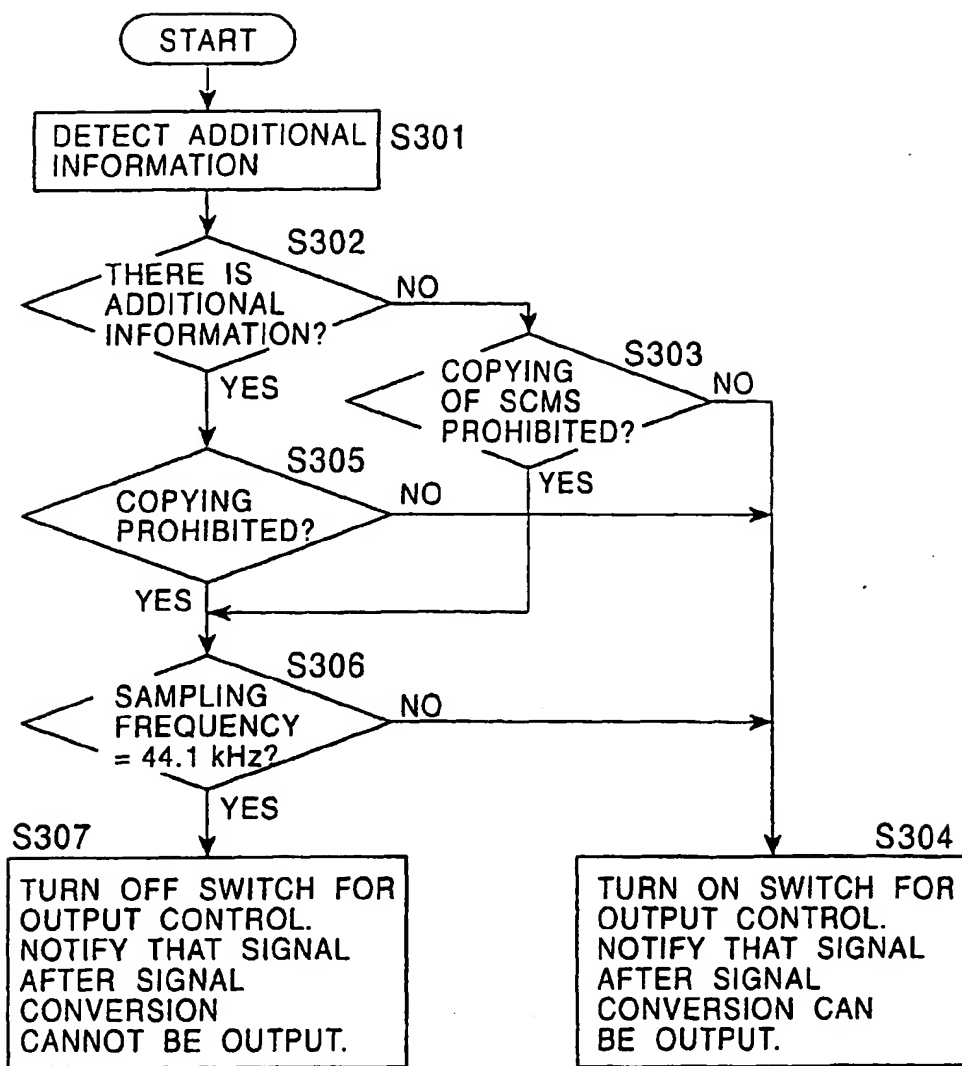 START
DETECT ADDITIONAL
INFORMATION
S301
S302
THERE IS
ADDITIONAL
INFORMATION?
NO
YES
S303
COPYING
OF SCMS
PROHIBITED?
NO
YES
S305
COPYING
PROHIBITED?
NO
YES
S306
SAMPLING
FREQUENCY
= 44.1 kHz?
NO
YES
S307
TURN OFF SWITCH FOR
OUTPUT CONTROL.
NOTIFY THAT SIGNAL
AFTER SIGNAL
CONVERSION
CANNOT BE OUTPUT.
S304
TURN ON SWITCH FOR
OUTPUT CONTROL.
NOTIFY THAT SIGNAL
AFTER SIGNAL
CONVERSION CAN
BE OUTPUT.